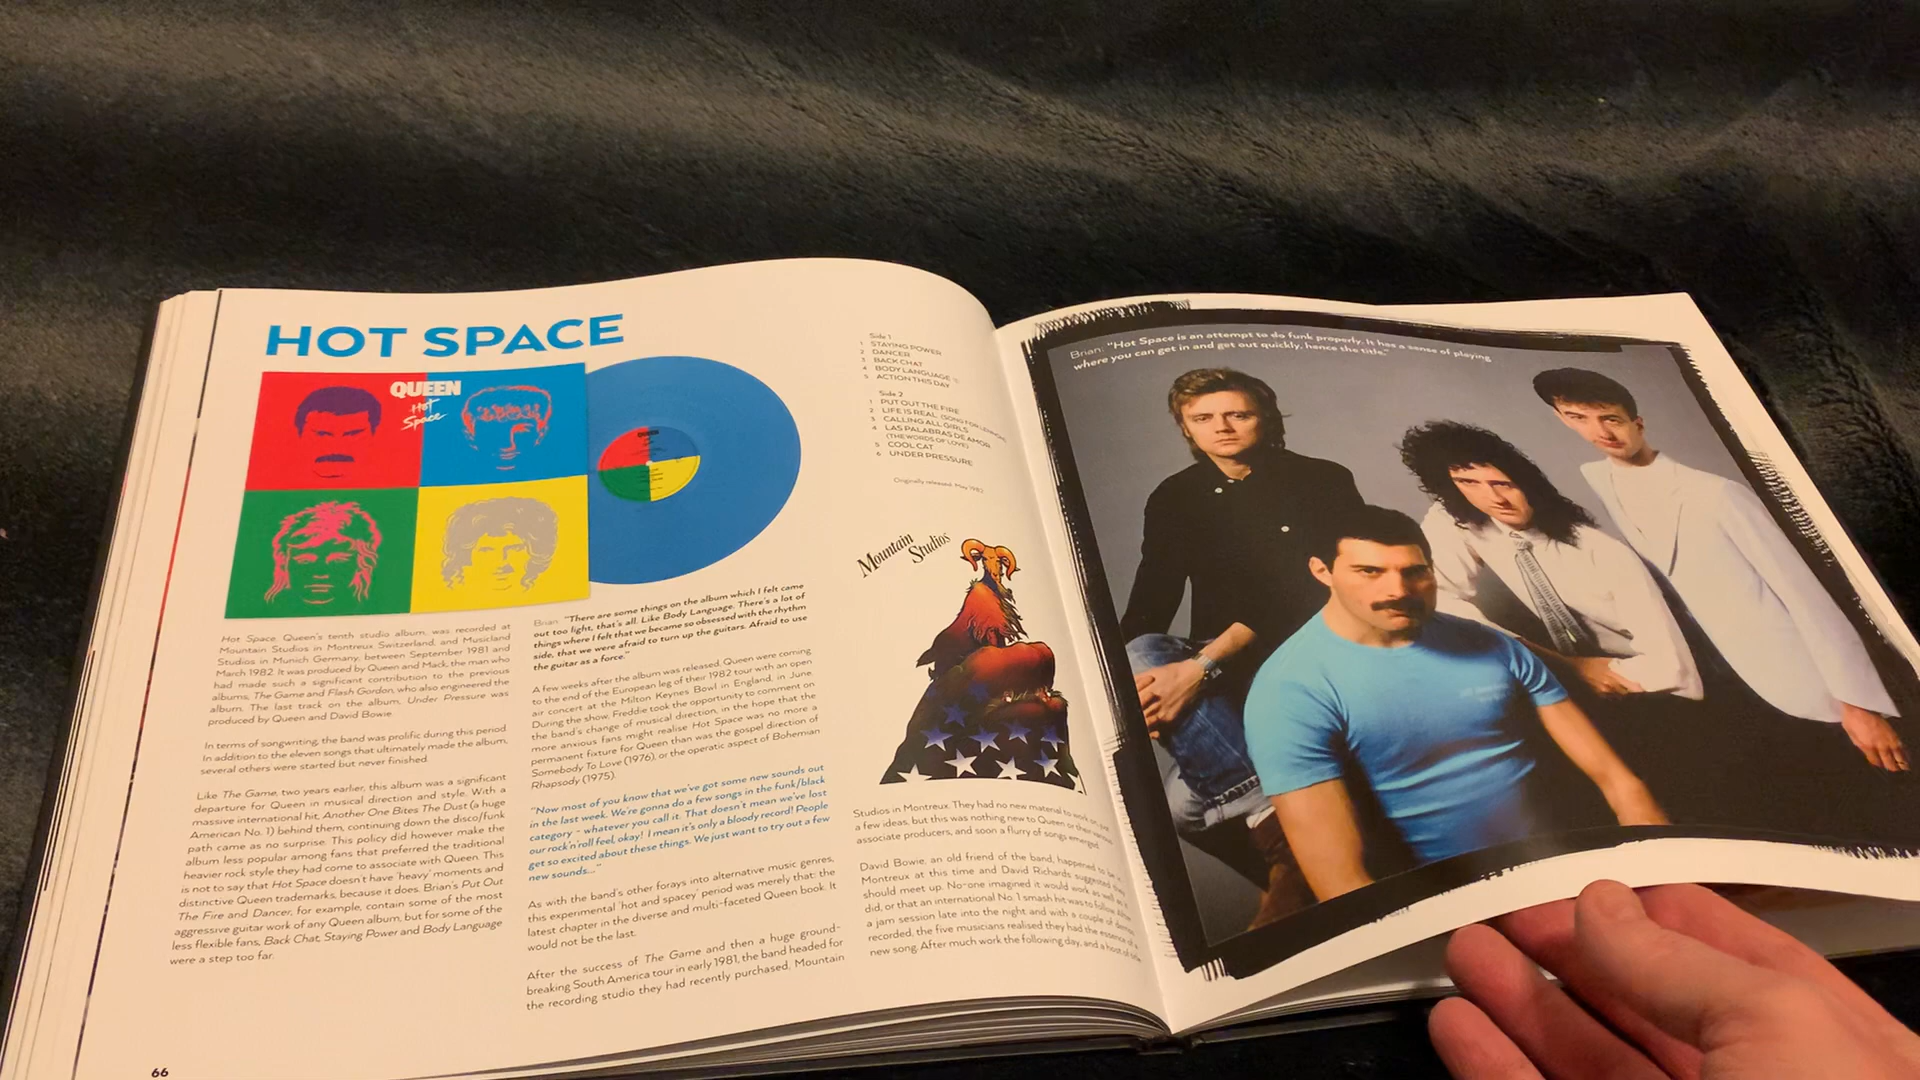 HOT SPACE
QUEEN
Hot
Space
QUEEN
Hot Space, Queen's tenth studio album, was recorded at
Mountain Studios in Montreux Switzerland, and Musicland
Studios in Munich Germany, between September 1981 and
March 1982. It was produced by Queen and Mack, the man who
had made such a significant contribution to the previous
albums, The Game and Flash Gordon, who also engineered the
album. The last track on the album, Under Pressure was
produced by Queen and David Bowie.
In terms of songwriting, the band was prolific during this period.
In addition to the eleven songs that ultimately made the album,
several others were started but never finished.
Like The Game, two years earlier, this album was a significant
departure for Queen in musical direction and style. With a
massive international hit, Another One Bites The Dust (a huge
American No. 1) behind them, continuing down the disco/funk
path came as no surprise. This policy did however make the
album less popular among fans that preferred the traditional
heavier rock style they had come to associate with Queen. This
is not to say that Hot Space doesn't have 'heavy' moments and
distinctive Queen trademarks, because it does. Brian's Put Out
The Fire and Dancer, for example, contain some of the most
aggressive guitar work of any Queen album, but for some of the
less flexible fans, Back Chat, Staying Power and Body Language
were a step too far.
66
Brian: "There are some things on the album which I felt came
out too light, that's all. Like Body Language. There's a lot of
things where I felt that we became so obsessed with the rhythm
side, that we were afraid to turn up the guitars. Afraid to use
the guitar as a force."
A few weeks after the album was released, Queen were coming
to the end of the European leg of their 1982 tour with an open
air concert at the Milton Keynes Bowl in England, in June.
During the show, Freddie took the opportunity to comment on
the band's change of musical direction, in the hope that the
more anxious fans might realise Hot Space was no more a
permanent fixture for Queen than was the gospel direction of
Somebody To Love (1976), or the operatic aspect of Bohemian
Rhapsody (1975).
"Now most of you know that we've got some new sounds out
in the last week. We're gonna do a few songs in the funk/black
category – whatever you call it. That doesn't mean we've lost
our rock'n'roll feel, okay! I mean it's only a bloody record! People
get so excited about these things. We just want to try out a few
new sounds..."
As with the band's other forays into alternative music genres,
this experimental 'hot and spacey' period was merely that: the
latest chapter in the diverse and multi-faceted Queen book. It
would not be the last.
After the success of The Game and then a huge ground-
breaking South America tour in early 1981, the band headed for
the recording studio they had recently purchased, Mountain
Side 1
1 STAYING POWER
2 DANCER
3 BACK CHAT
4 BODY LANGUAGE
5 ACTION THIS DAY
Side 2
1 PUT OUT THE FIRE
2 LIFE IS REAL (SONG FOR LENNON)
3 CALLING ALL GIRLS
4 LAS PALABRAS DE AMOR
(THE WORDS OF LOVE)
5 COOL CAT
6 UNDER PRESSURE
Originally released: May 1982
Mountain
Studios
Studios in Montreux. They had no new material to work on, just
a few ideas, but this was nothing new to Queen or their various
associate producers, and soon a flurry of songs emerged.
David Bowie, an old friend of the band, happened to be in
Montreux at this time and David Richards suggested they
should meet up. No-one imagined it would work as well as it
did, or that an international No. 1 smash hit was to follow. After
a jam session late into the night and with a couple of demos
recorded, the five musicians realised they had the essence of a
new song. After much work the following day, and a host of
Brian: "Hot Space is an attempt to do funk properly. It has a sense of playing
where you can get in and get out quickly, hence the title."